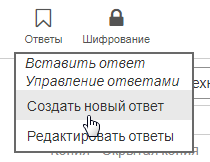 Ответы Шифрование
Вставить ответ
Управление ответами
Создать новый ответ
Редактировать ответы